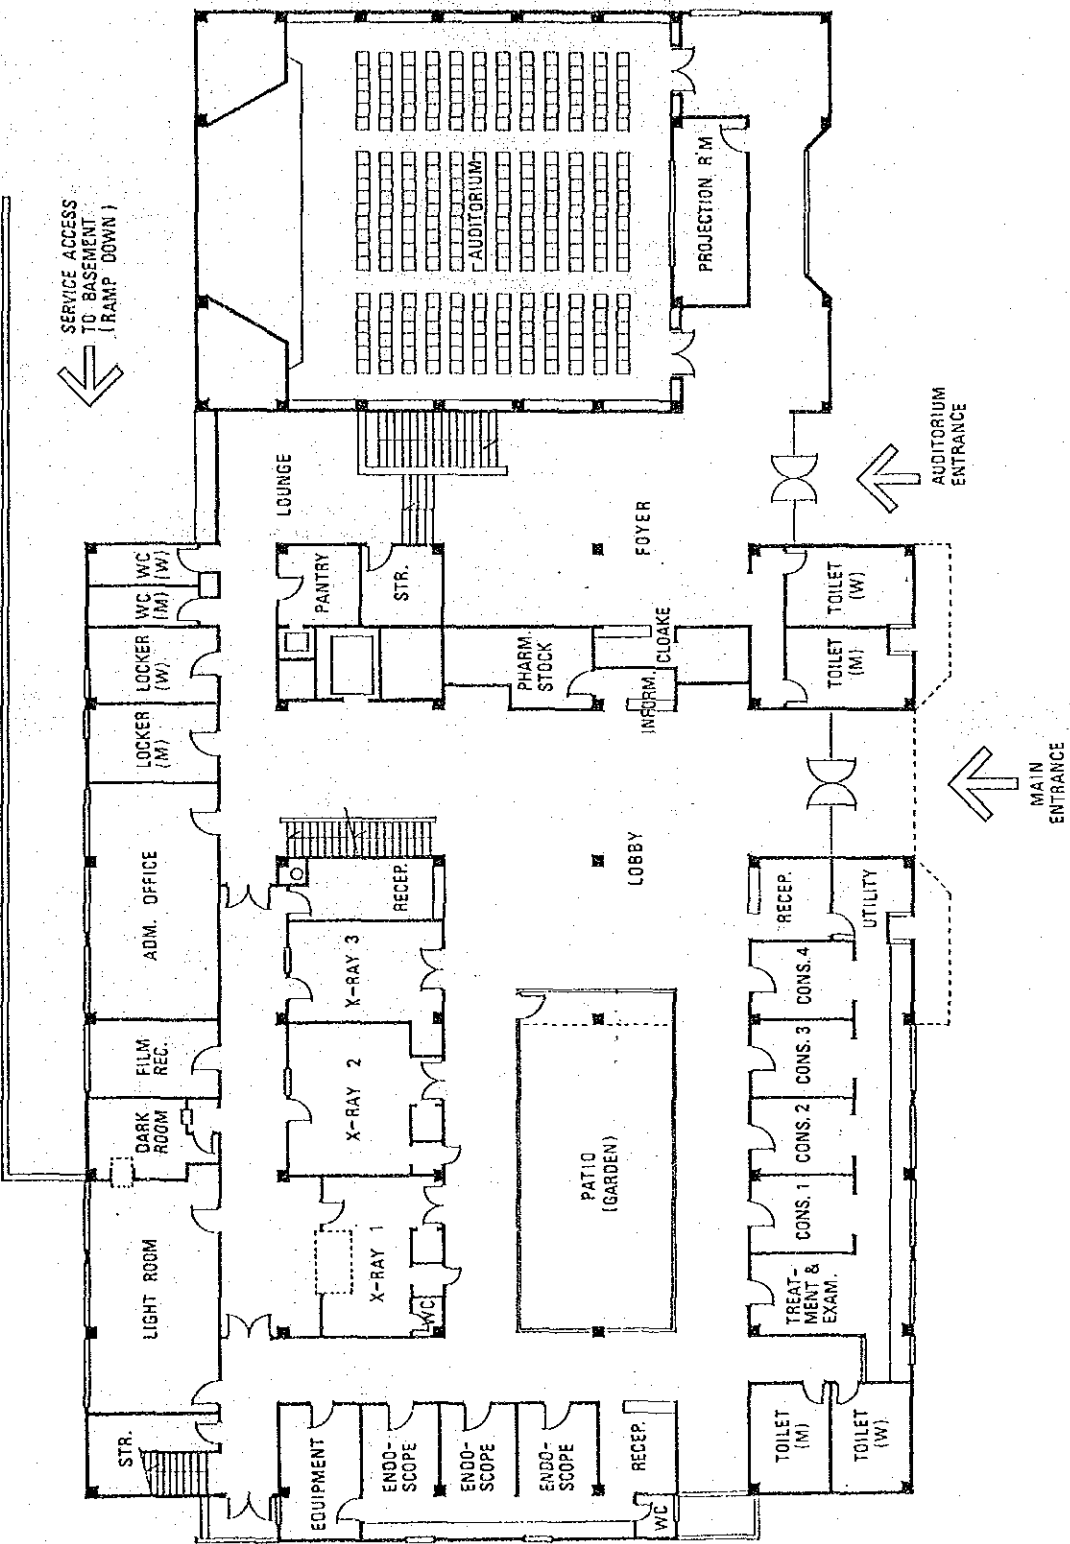 SERVICE ACCESS
TO BASEMENT
(RAMP DOWN)
AUDITORIUM
PROJECTION R'M
AUDITORIUM
ENTRANCE
LOUNGE
FOYER
WC
(W)
WC
(M)
PANTRY
STR.
TOILET
(W)
LOCKER
(W)
PHARM.
STOCK
CLOAKE
TOILET
(M)
LOCKER
(M)
INFORM.
MAIN
ENTRANCE
ADM. OFFICE
RECEP.
LOBBY
RECEP.
UTILITY
X-RAY 3
CONS. 4
FILM
REC.
X-RAY 2
CONS. 3
DARK
ROOM
CONS. 2
PATIO
(GARDEN)
CONS. 1
LIGHT ROOM
X-RAY 1
WC
TREAT-
MENT &
EXAM.
STR.
EQUIPMENT
ENDO-
SCOPE
ENDO-
SCOPE
ENDO-
SCOPE
RECEP.
WC
TOILET
(M)
TOILET
(W)